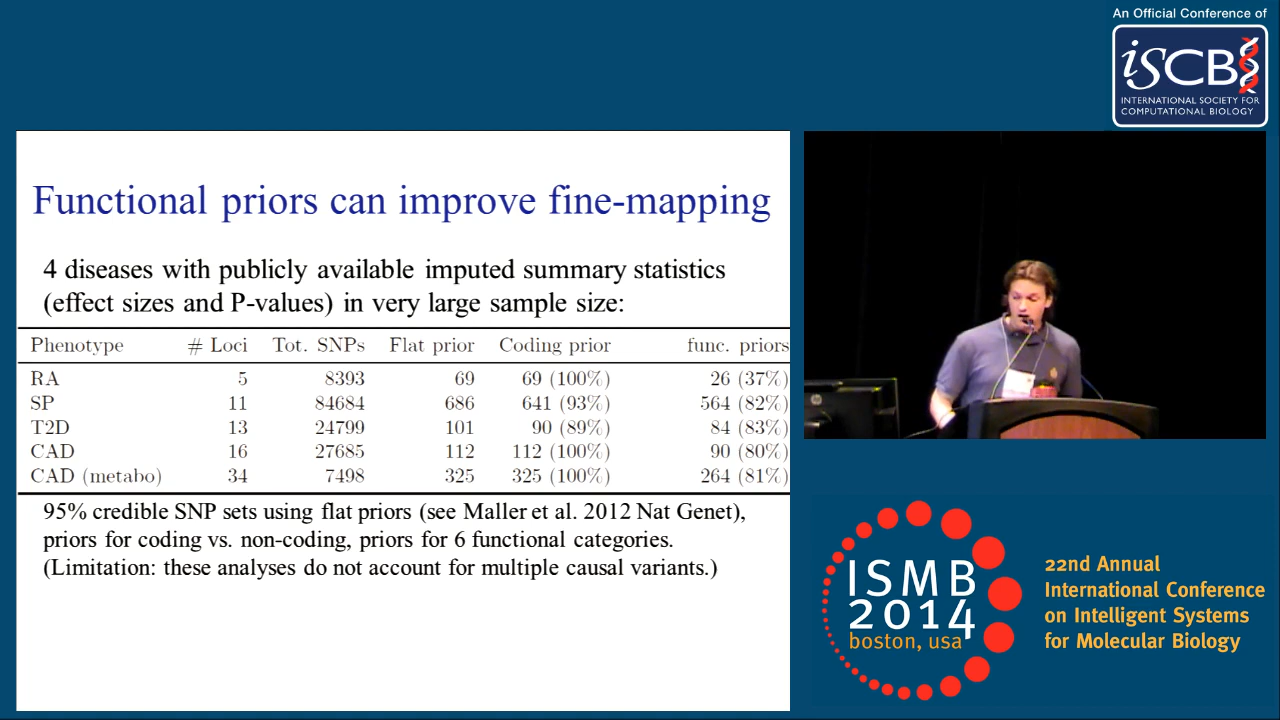 An Official Conference of
iSCB
INTERNATIONAL SOCIETY FOR
COMPUTATIONAL BIOLOGY
Functional priors can improve fine-mapping
4 diseases with publicly available imputed summary statistics
(effect sizes and P-values) in very large sample size:
Phenotype # Loci Tot. SNPs Flat prior Coding prior func. priors
RA 5 8393 69 69 (100%) 26 (37%)
SP 11 84684 686 641 (93%) 564 (82%)
T2D 13 24799 101 90 (89%) 84 (83%)
CAD 16 27685 112 112 (100%) 90 (80%)
CAD (metabo) 34 7498 325 325 (100%) 264 (81%)
95% credible SNP sets using flat priors (see Maller et al. 2012 Nat Genet),
priors for coding vs. non-coding, priors for 6 functional categories.
(Limitation: these analyses do not account for multiple causal variants.)
ISMB
2014
boston, usa
22nd Annual
International Conference
on Intelligent Systems
for Molecular Biology